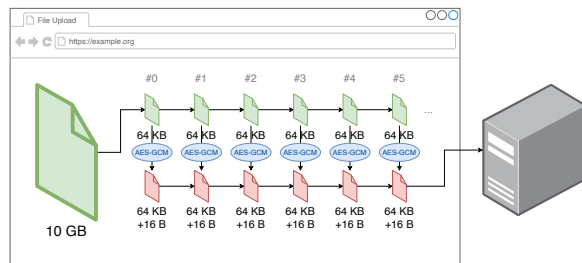 File Upload
https://example.org
#0 #1 #2 #3 #4 #5
...
64 KB 64 KB 64 KB 64 KB 64 KB 64 KB
AES-GCM AES-GCM AES-GCM AES-GCM AES-GCM AES-GCM
64 KB 64 KB 64 KB 64 KB 64 KB 64 KB
+16 B +16 B +16 B +16 B +16 B +16 B
10 GB